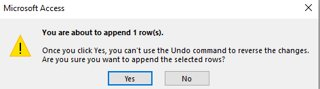 Microsoft Access
You are about to append 1 row(s).
Once you click Yes, you can't use the Undo command to reverse the changes.
Are you sure you want to append the selected rows?
Yes
No